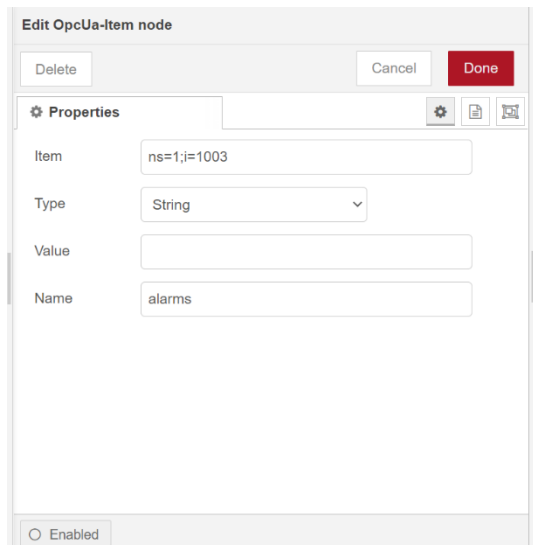 Edit OpcUa-Item node
Delete Cancel Done
Properties
Item ns=1;i=1003
Type String
Value
Name alarms
Enabled